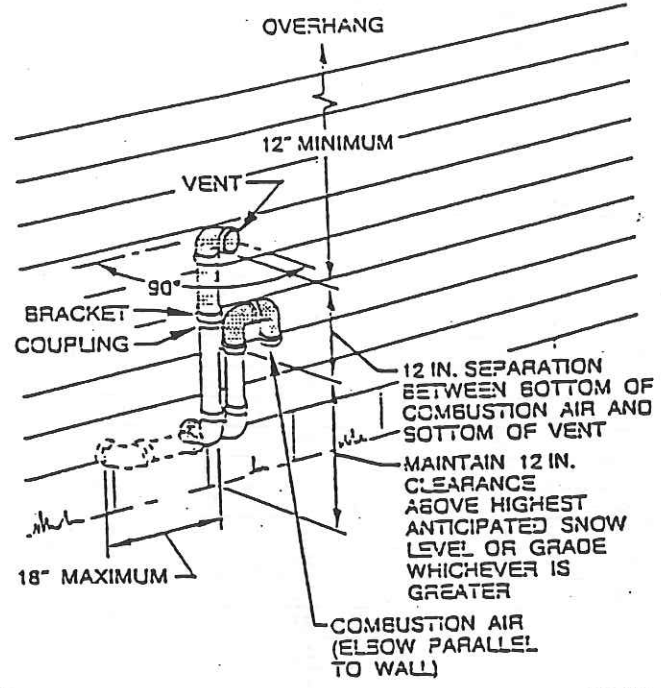 OVERHANG
12" MINIMUM
VENT
90°
BRACKET
COUPLING
12 IN. SEPARATION
BETWEEN BOTTOM OF
COMBUSTION AIR AND
BOTTOM OF VENT
MAINTAIN 12 IN.
CLEARANCE
ABOVE HIGHEST
ANTICIPATED SNOW
LEVEL OR GRADE
WHICHEVER IS
GREATER
18" MAXIMUM
COMBUSTION AIR
(ELBOW PARALLEL
TO WALL)